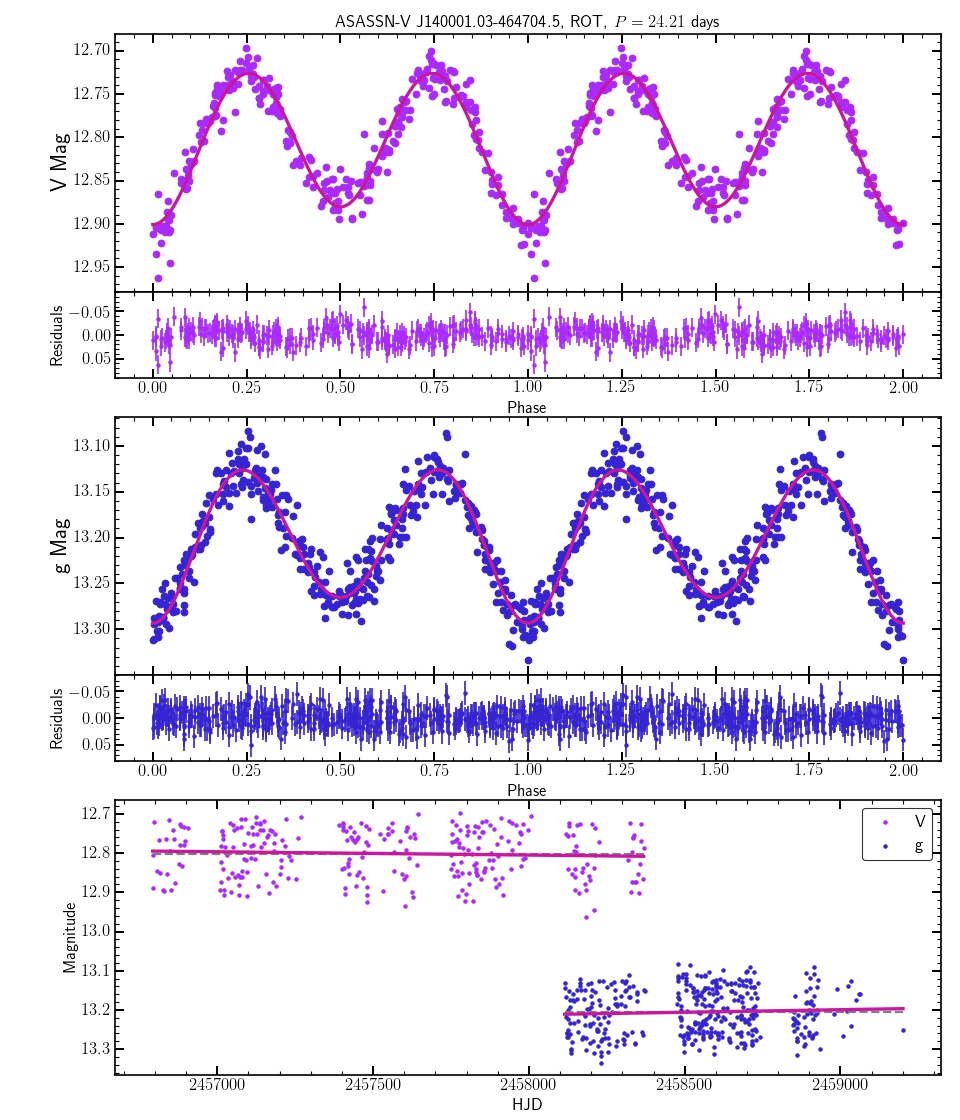 ASASSN-V J140001.03-464704.5, ROT, P = 24.21 days
12.70
12.75
12.80
12.85
12.90
12.95
V Mag
−0.05
0.00
0.05
Residuals
0.00 0.25 0.50 0.75 1.00 1.25 1.50 1.75 2.00
Phase
13.10
13.15
13.20
13.25
13.30
g Mag
−0.05
0.00
0.05
Residuals
0.00 0.25 0.50 0.75 1.00 1.25 1.50 1.75 2.00
Phase
12.7
12.8
12.9
13.0
13.1
13.2
13.3
Magnitude
V
g
2457000 2457500 2458000 2458500 2459000
HJD